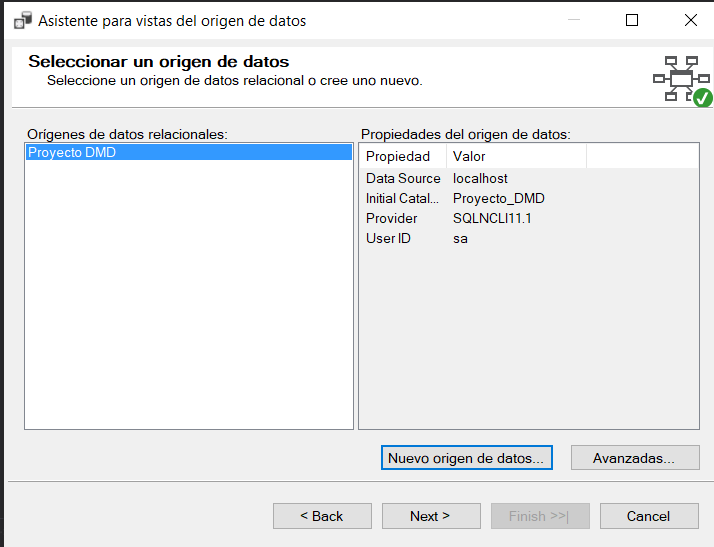 Asistente para vistas del origen de datos
Seleccionar un origen de datos
Seleccione un origen de datos relacional o cree uno nuevo.
Orígenes de datos relacionales:
Proyecto DMD
Propiedades del origen de datos:
Propiedad Valor
Data Source localhost
Initial Catal... Proyecto_DMD
Provider SQLNCLI11.1
User ID sa
Nuevo origen de datos... Avanzadas...
< Back Next > Finish >>| Cancel